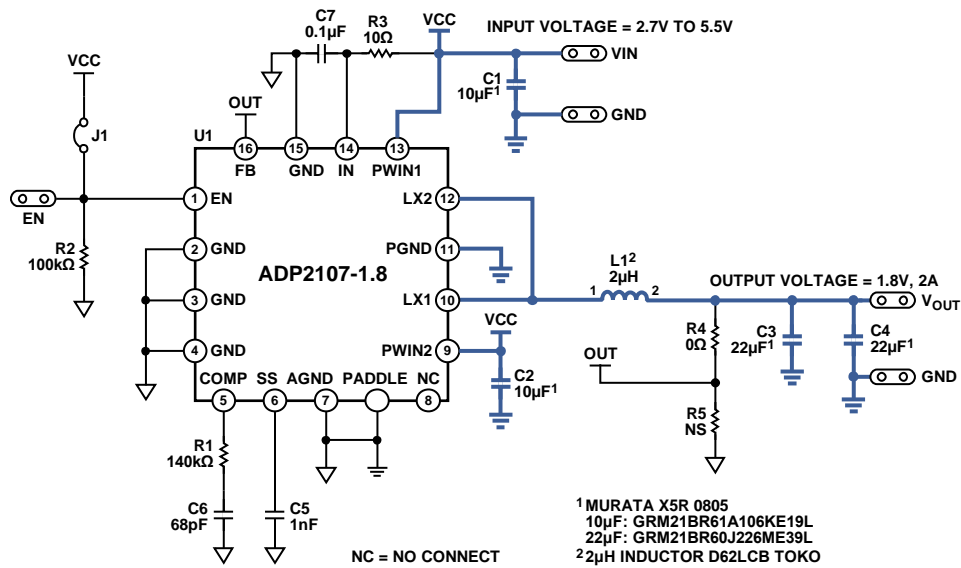 C7
0.1µF
R3
10Ω
VCC
INPUT VOLTAGE = 2.7V TO 5.5V
VIN
C1
10µF¹
GND
VCC
J1
OUT
U1
16
15
14
13
FB
GND
IN
PWIN1
EN
1
EN
R2
100kΩ
2
GND
3
GND
4
GND
ADP2107-1.8
LX2
12
PGND
11
LX1
10
PWIN2
9
COMP
SS
AGND
PADDLE
NC
5
6
7
8
VCC
C2
10µF¹
L1²
2µH
1
2
OUTPUT VOLTAGE = 1.8V, 2A
VOUT
R4
0Ω
C3
22µF¹
C4
22µF¹
GND
OUT
R5
NS
R1
140kΩ
C6
68pF
C5
1nF
NC = NO CONNECT
¹ MURATA X5R 0805
10µF: GRM21BR61A106KE19L
22µF: GRM21BR60J226ME39L
² 2µH INDUCTOR D62LCB TOKO